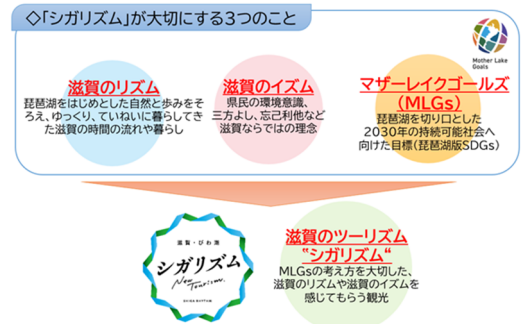 ◇「シガリズム」が大切にする3つのこと
Mother Lake
Goals
滋賀のリズム
琵琶湖をはじめとした自然と歩みをそ
ろえ、ゆっくり、ていねいに暮らしてき
た滋賀の時間の流れや暮らし
滋賀のイズム
県民の環境意識、
三方よし、忘己利他など
滋賀ならではの理念
マザーレイクゴールズ
(MLGs)
琵琶湖を切り口とした
2030年の持続可能社会へ
向けた目標(琵琶湖版SDGs)
滋賀・びわ湖
シガリズム
New Tourism.
SHIGA RHYTHM
滋賀のツーリズム
“シガリズム“
MLGsの考え方を大切した、
滋賀のリズムや滋賀のイズムを
感じてもらう観光